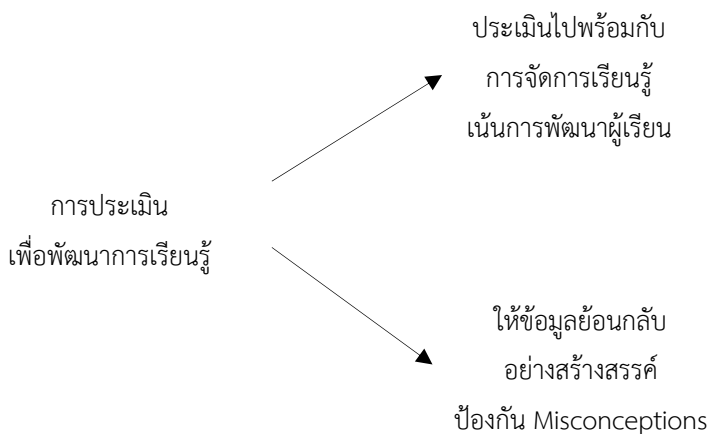 การประเมิน
เพื่อพัฒนาการเรียนรู้
ประเมินไปพร้อมกับ
การจัดการเรียนรู้
เน้นการพัฒนาผู้เรียน
ให้ข้อมูลย้อนกลับ
อย่างสร้างสรรค์
ป้องกัน Misconceptions